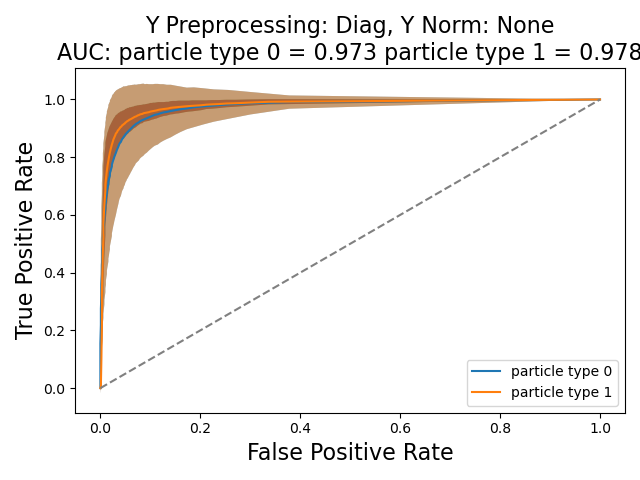 Y Preprocessing: Diag, Y Norm: None
AUC: particle type 0 = 0.973 particle type 1 = 0.978
True Positive Rate
1.0
0.8
0.6
0.4
0.2
0.0
particle type 0
particle type 1
0.0 0.2 0.4 0.6 0.8 1.0
False Positive Rate